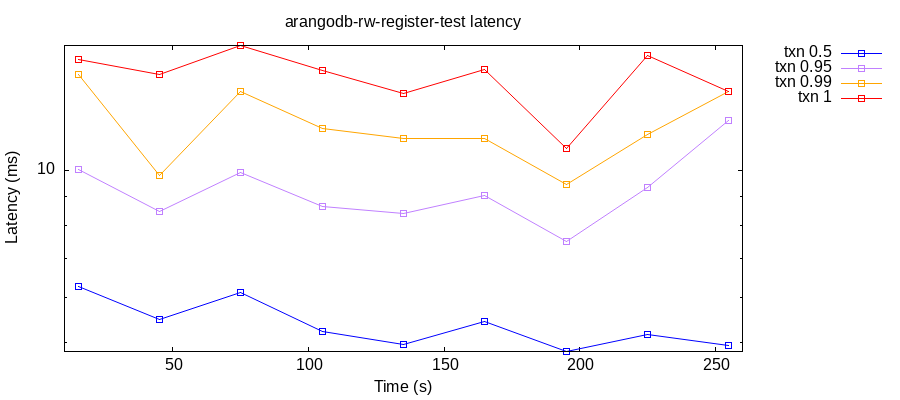 arangodb-rw-register-test latency
txn 0.5
txn 0.95
txn 0.99
txn 1
Latency (ms)
10
50 100 150 200 250
Time (s)